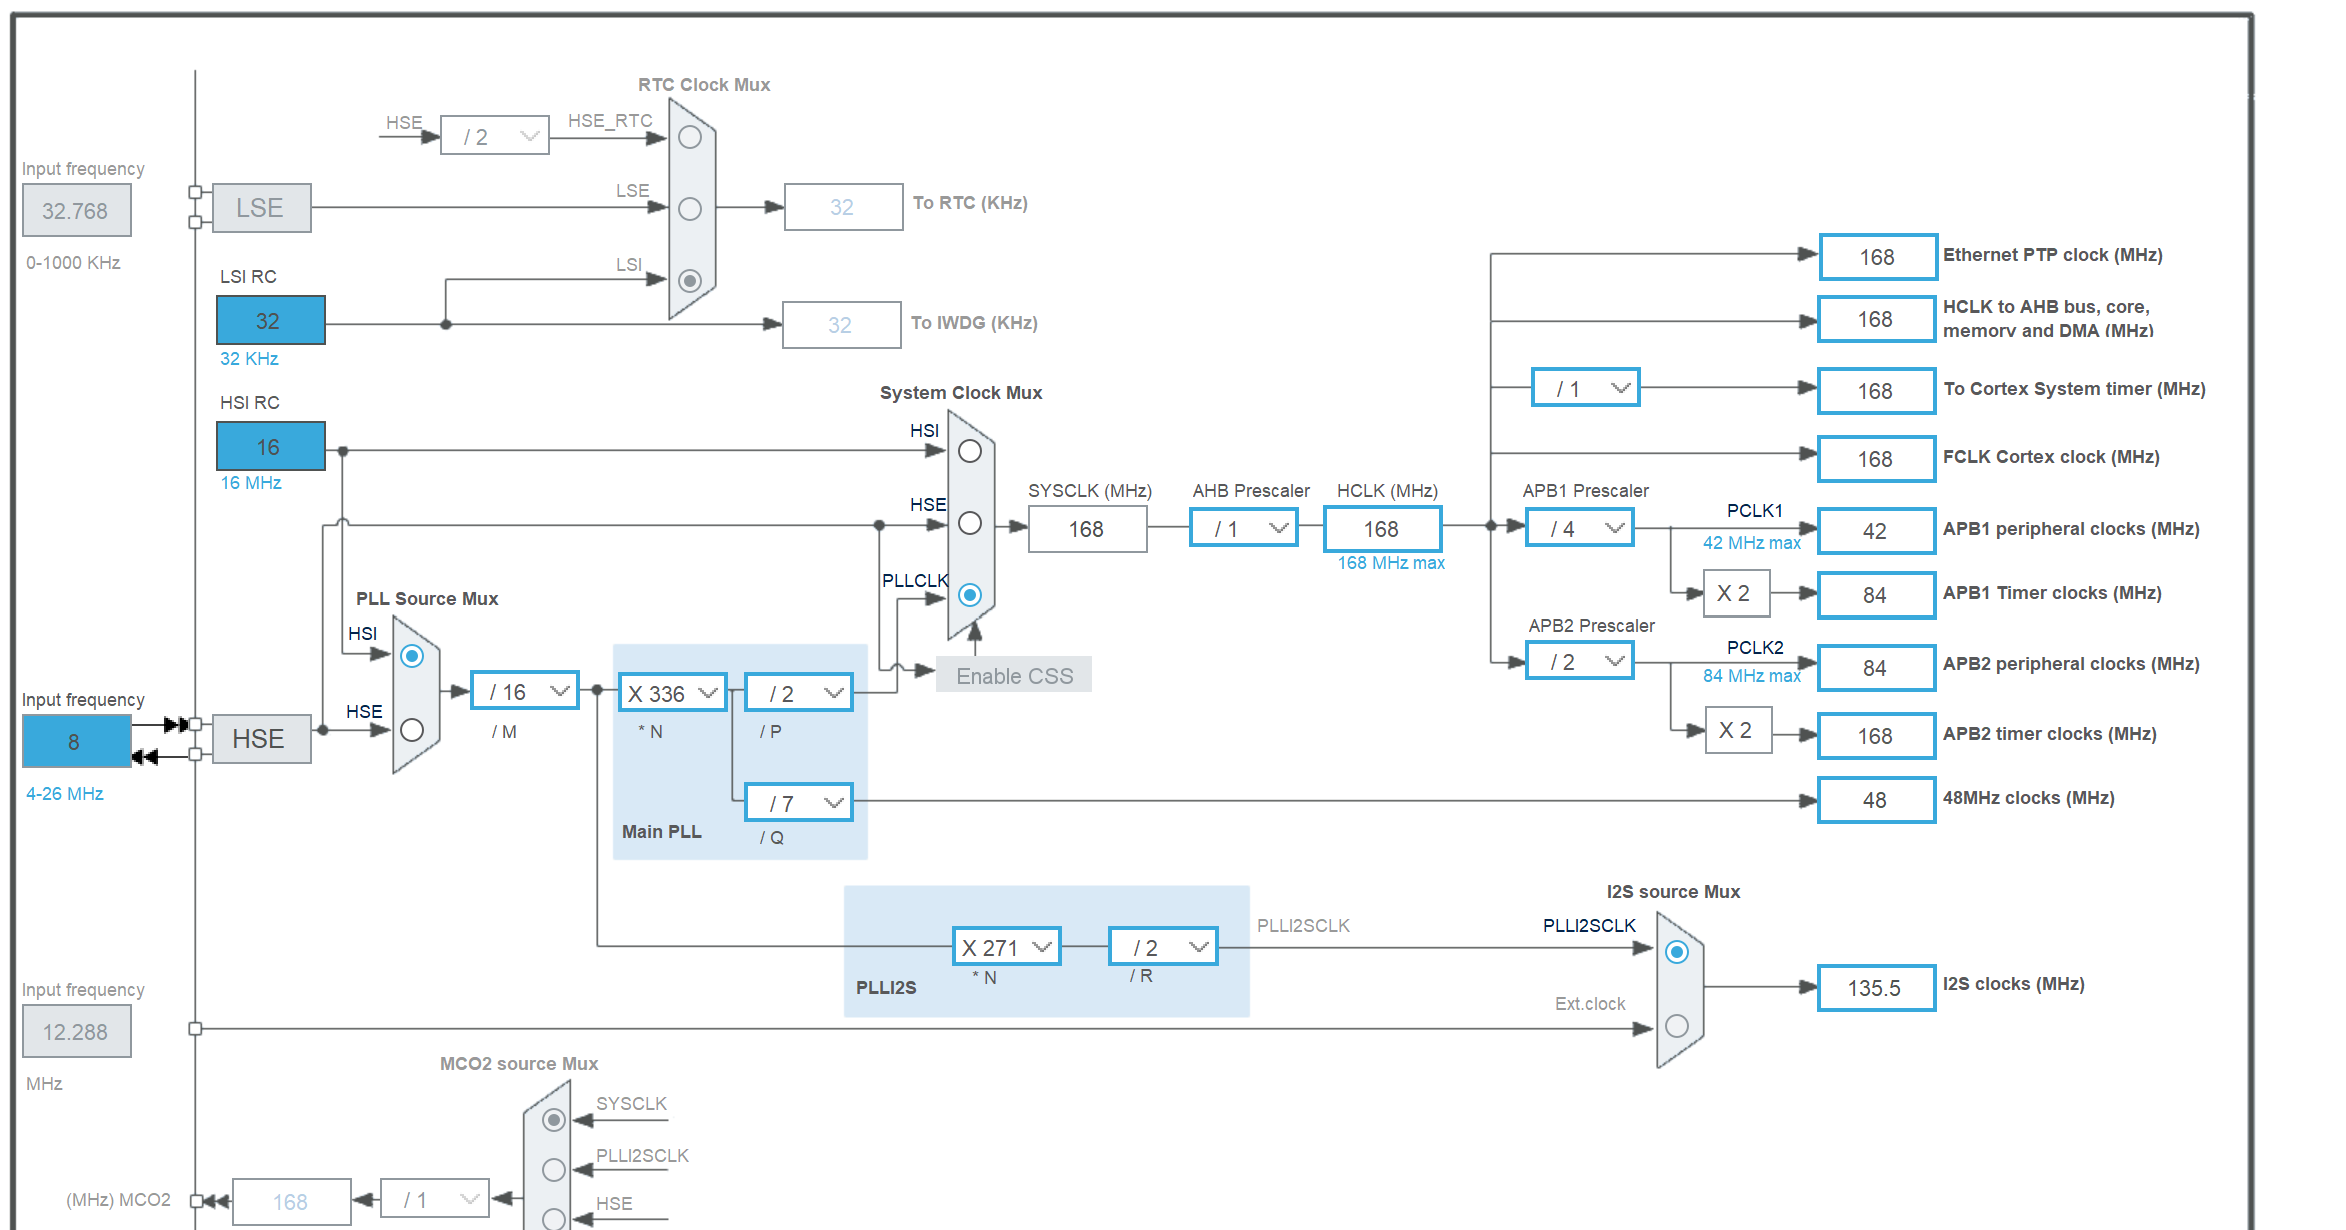 RTC Clock Mux
HSE
/ 2
HSE_RTC
Input frequency
32.768
0-1000 KHz
LSE
LSE
32
To RTC (KHz)
LSI RC
LSI
32
32 KHz
32
To IWDG (KHz)
HSI RC
16
16 MHz
System Clock Mux
HSI
HSE
PLLCLK
Enable CSS
SYSCLK (MHz)
168
AHB Prescaler
/ 1
HCLK (MHz)
168
168 MHz max
168
Ethernet PTP clock (MHz)
168
HCLK to AHB bus, core,
memory and DMA (MHz)
/ 1
168
To Cortex System timer (MHz)
168
FCLK Cortex clock (MHz)
APB1 Prescaler
/ 4
PCLK1
42 MHz max
42
APB1 peripheral clocks (MHz)
X 2
84
APB1 Timer clocks (MHz)
APB2 Prescaler
/ 2
PCLK2
84 MHz max
84
APB2 peripheral clocks (MHz)
X 2
168
APB2 timer clocks (MHz)
48
48MHz clocks (MHz)
PLL Source Mux
HSI
HSE
Input frequency
8
4-26 MHz
HSE
/ 16
/ M
X 336
* N
/ 2
/ P
/ 7
/ Q
Main PLL
X 271
* N
/ 2
/ R
PLLI2S
PLLI2SCLK
I2S source Mux
PLLI2SCLK
Ext.clock
135.5
I2S clocks (MHz)
Input frequency
12.288
MHz
MCO2 source Mux
SYSCLK
PLLI2SCLK
HSE
(MHz) MCO2
168
/ 1